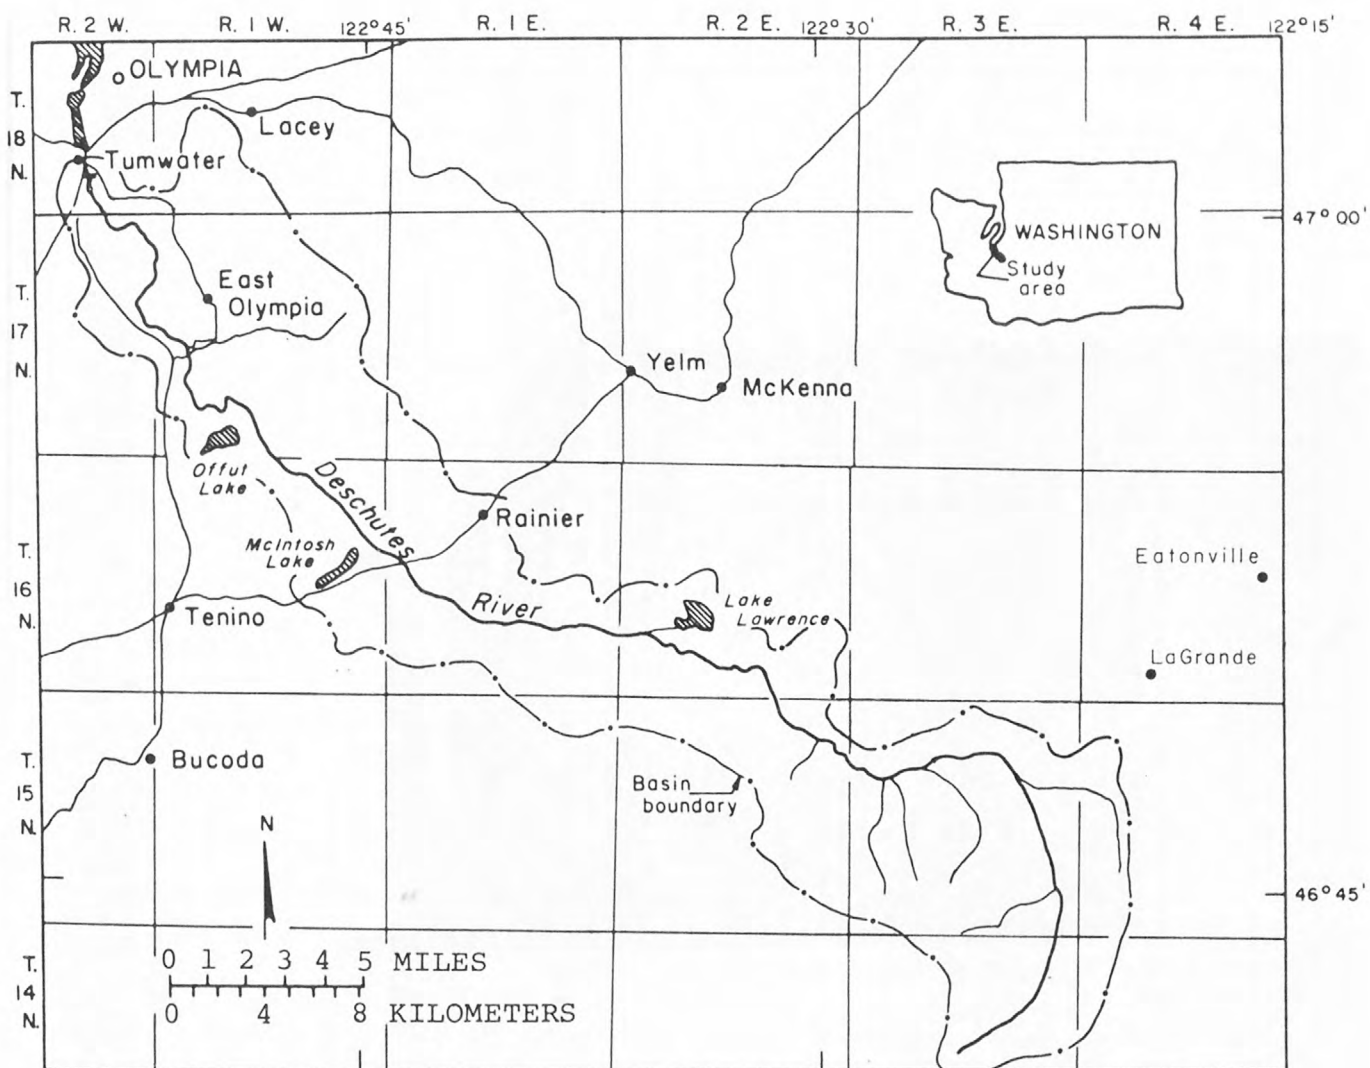 R. 2 W.
R. 1 W.
122°45'
R. 1 E.
R. 2 E.
122°30'
R. 3 E.
R. 4 E.
122°15'
OLYMPIA
T.
18
N.
Lacey
Tumwater
47°00'
WASHINGTON
Study
area
East
Olympia
T.
17
N.
Yelm
McKenna
Offut
Lake
Deschutes
Rainier
McIntosh
Lake
T.
16
N.
Eatonville
River
Lake
Lawrence
Tenino
LaGrande
T.
15
N.
Bucoda
Basin
boundary
N
46°45'
0 1 2 3 4 5 MILES
T.
14
N.
0 4 8 KILOMETERS